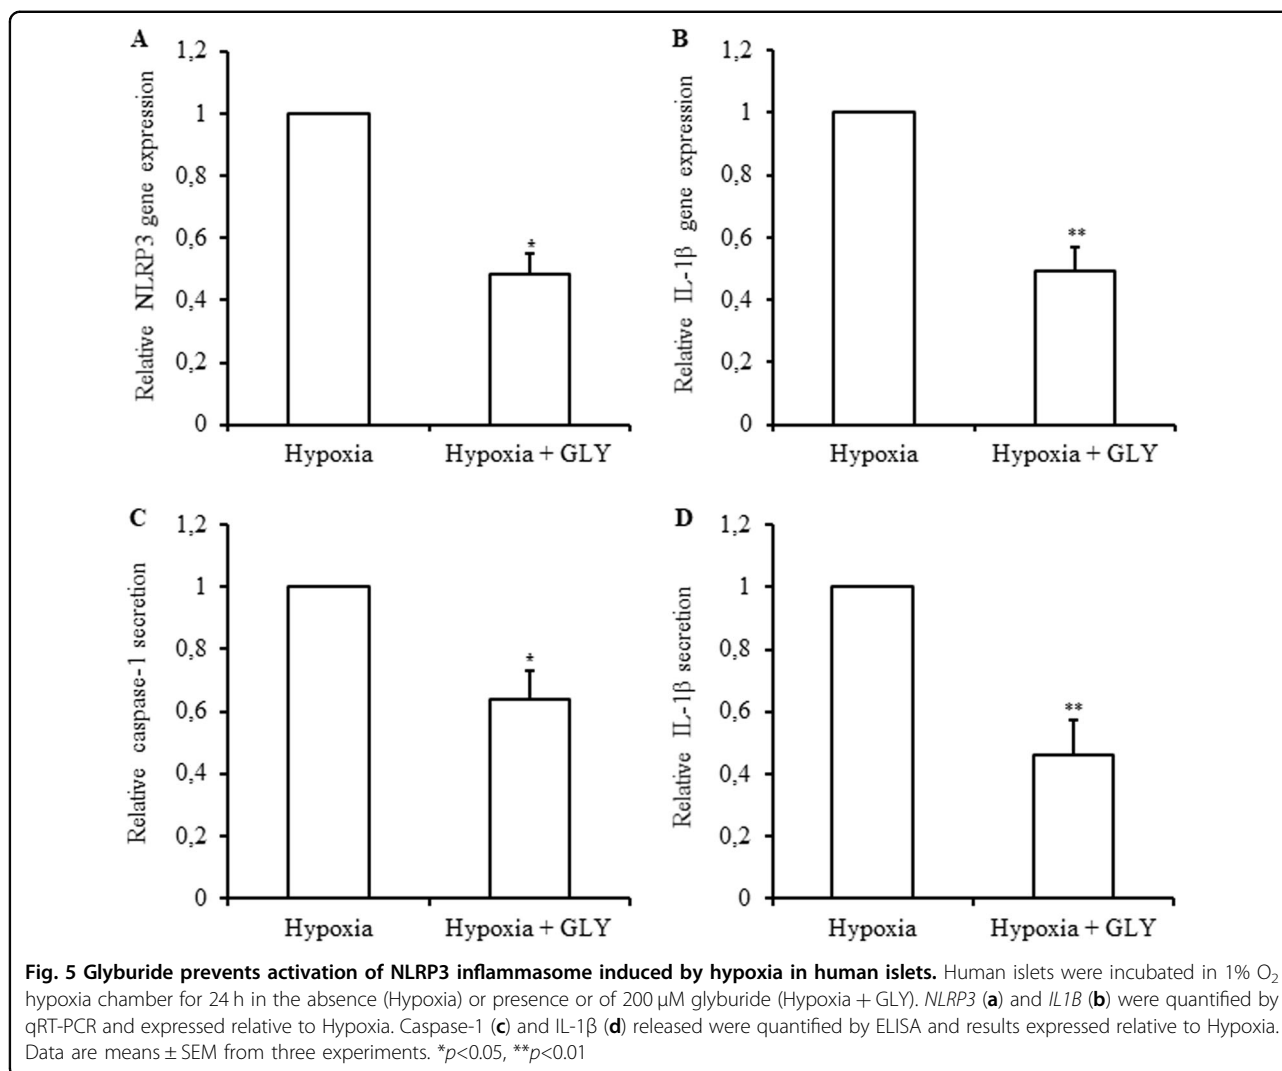 A
1,2
1
0,8
0,6
0,4
0,2
0
Relative NLRP3 gene expression
*
Hypoxia
Hypoxia + GLY
B
1,2
1
0,8
0,6
0,4
0,2
0
Relative IL-1β gene expression
**
Hypoxia
Hypoxia + GLY
C
1,2
1
0,8
0,6
0,4
0,2
0
Relative caspase-1 secretion
*
Hypoxia
Hypoxia + GLY
D
1,2
1
0,8
0,6
0,4
0,2
0
Relative IL-1β secretion
**
Hypoxia
Hypoxia + GLY
Fig. 5 Glyburide prevents activation of NLRP3 inflammasome induced by hypoxia in human islets. Human islets were incubated in 1% O₂
hypoxia chamber for 24 h in the absence (Hypoxia) or presence or of 200 µM glyburide (Hypoxia + GLY). NLRP3 (a) and IL1B (b) were quantified by
qRT-PCR and expressed relative to Hypoxia. Caspase-1 (c) and IL-1β (d) released were quantified by ELISA and results expressed relative to Hypoxia.
Data are means ± SEM from three experiments. *p<0.05, **p<0.01